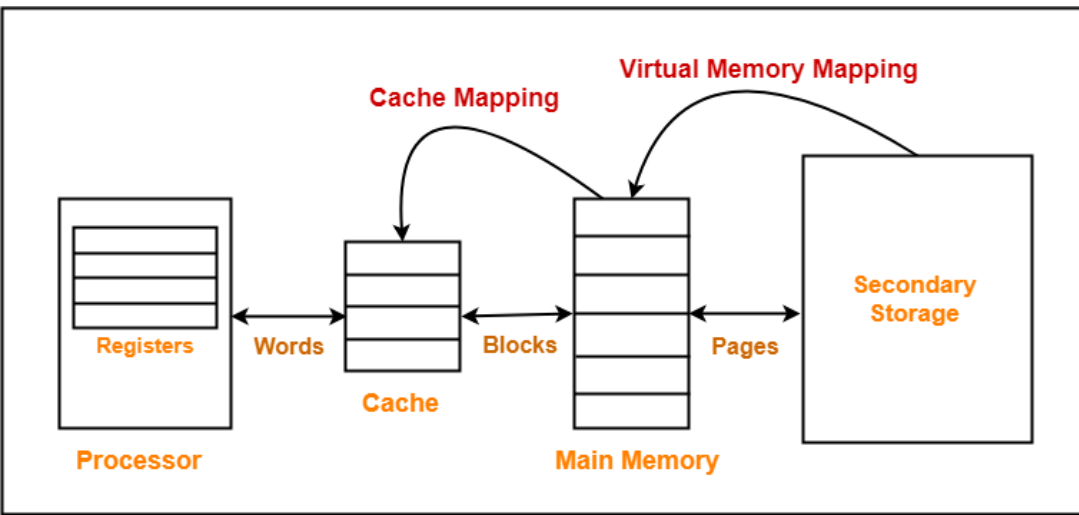 Virtual Memory Mapping
Cache Mapping
Secondary
Storage
Registers
Words
Blocks
Pages
Cache
Processor
Main Memory